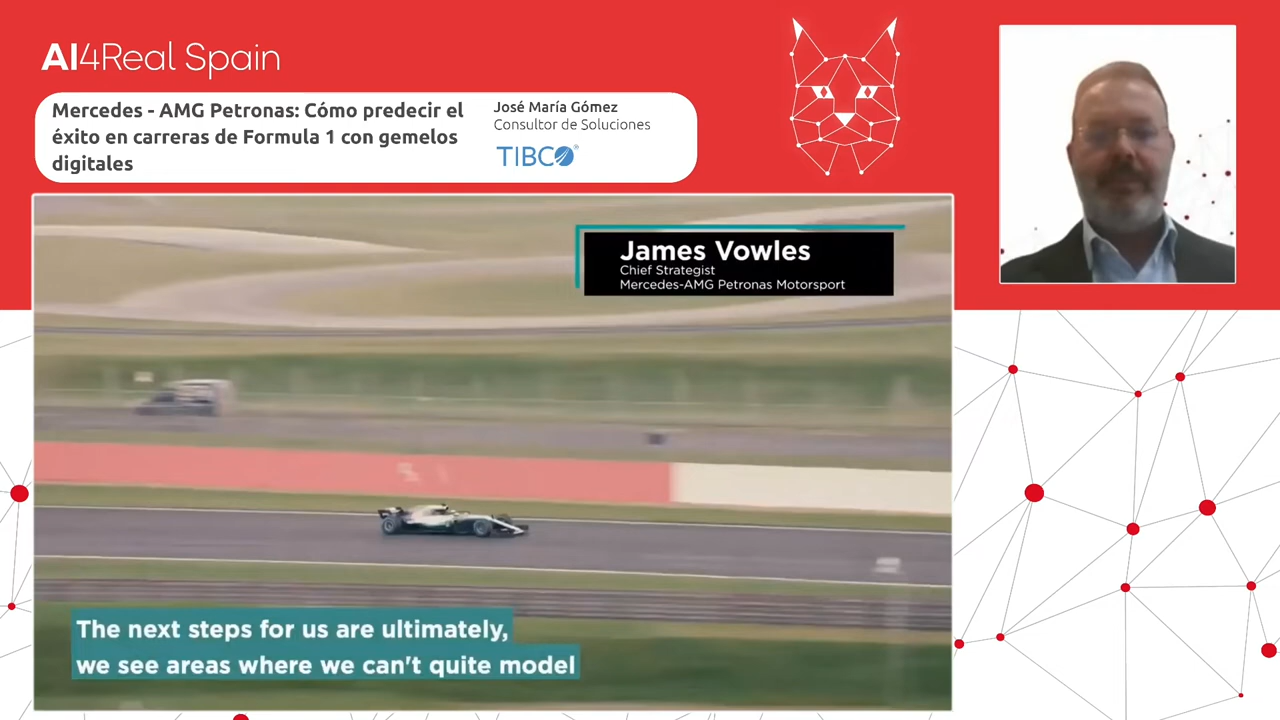 AI4Real Spain
Mercedes - AMG Petronas: Cómo predecir el
éxito en carreras de Formula 1 con gemelos
digitales
José María Gómez
Consultor de Soluciones
TIBCO®
James Vowles
Chief Strategist
Mercedes-AMG Petronas Motorsport
The next steps for us are ultimately,
we see areas where we can't quite model